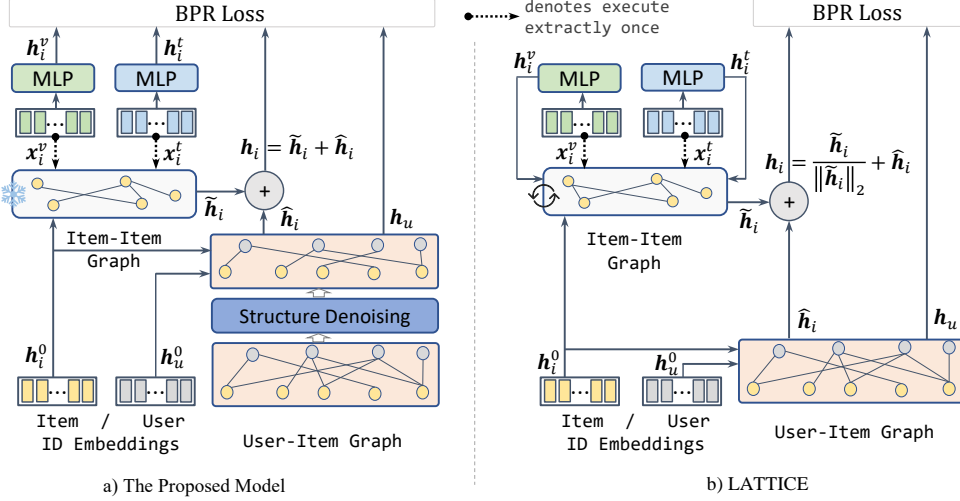 BPR Loss
h_i^v
h_i^t
MLP
MLP
x_i^v
x_i^t
h_i = h̃_i + ĥ_i
+
h̃_i
ĥ_i
h_u
Item-Item
Graph
Structure Denoising
h_i^0
h_u^0
Item / User
ID Embeddings
User-Item Graph
a) The Proposed Model
denotes execute
extractly once
BPR Loss
h_i^v
h_i^t
MLP
MLP
x_i^v
x_i^t
h_i = h̃_i / ‖h̃_i‖_2 + ĥ_i
+
h̃_i
Item-Item
Graph
ĥ_i
h_u
h_i^0
h_u^0
Item / User
ID Embeddings
User-Item Graph
b) LATTICE